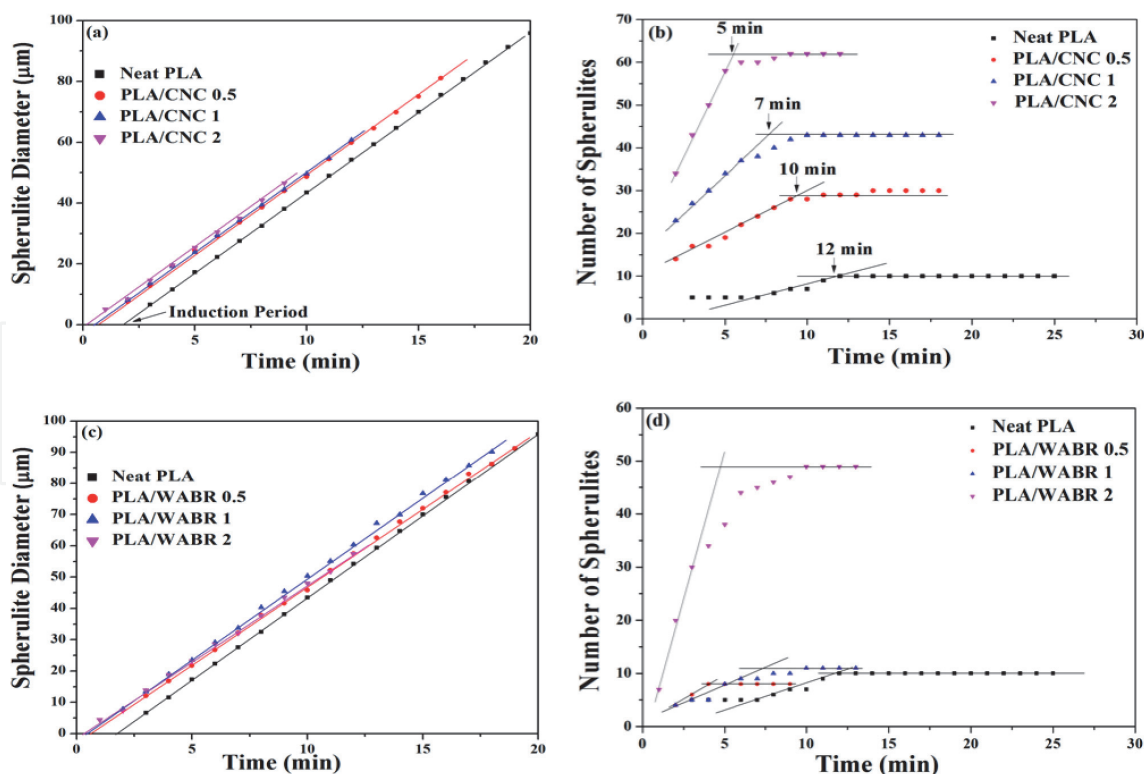 (a)
Neat PLA
PLA/CNC 0.5
PLA/CNC 1
PLA/CNC 2
Induction Period
Spherulite Diameter (μm)
0
20
40
60
80
100
0
5
10
15
20
Time (min)
(b)
5 min
7 min
10 min
12 min
Neat PLA
PLA/CNC 0.5
PLA/CNC 1
PLA/CNC 2
Number of Spherulites
0
10
20
30
40
50
60
70
0
5
10
15
20
25
30
Time (min)
(c)
Neat PLA
PLA/WABR 0.5
PLA/WABR 1
PLA/WABR 2
Spherulite Diameter (μm)
0
10
20
30
40
50
60
70
80
90
100
0
5
10
15
20
Time (min)
(d)
Neat PLA
PLA/WABR 0.5
PLA/WABR 1
PLA/WABR 2
Number of Spherulites
0
10
20
30
40
50
60
0
5
10
15
20
25
30
Time (min)